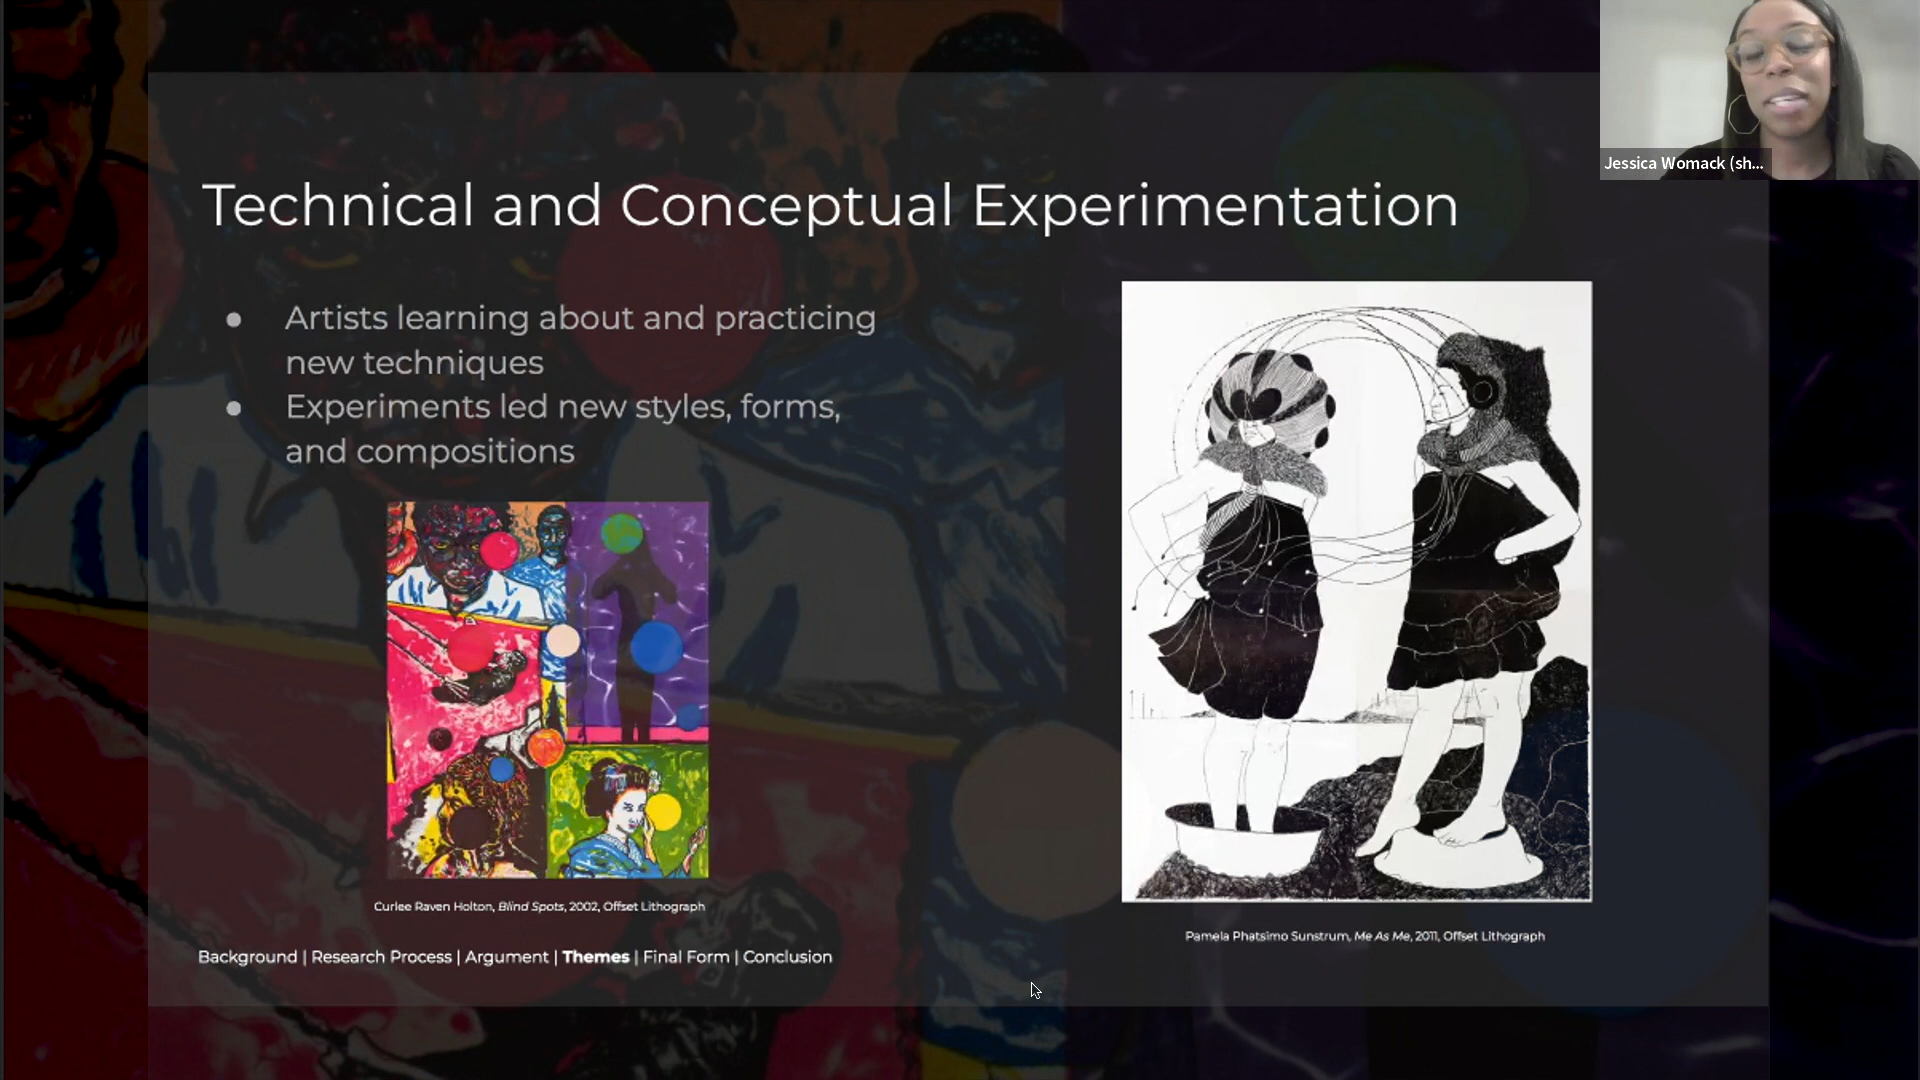 Jessica Womack (sh...
Technical and Conceptual Experimentation
● Artists learning about and practicing
new techniques
● Experiments led new styles, forms,
and compositions
Curlee Raven Holton, Blind Spots, 2002, Offset Lithograph
Pamela Phatsimo Sunstrum, Me As Me, 2011, Offset Lithograph
Background | Research Process | Argument | Themes | Final Form | Conclusion